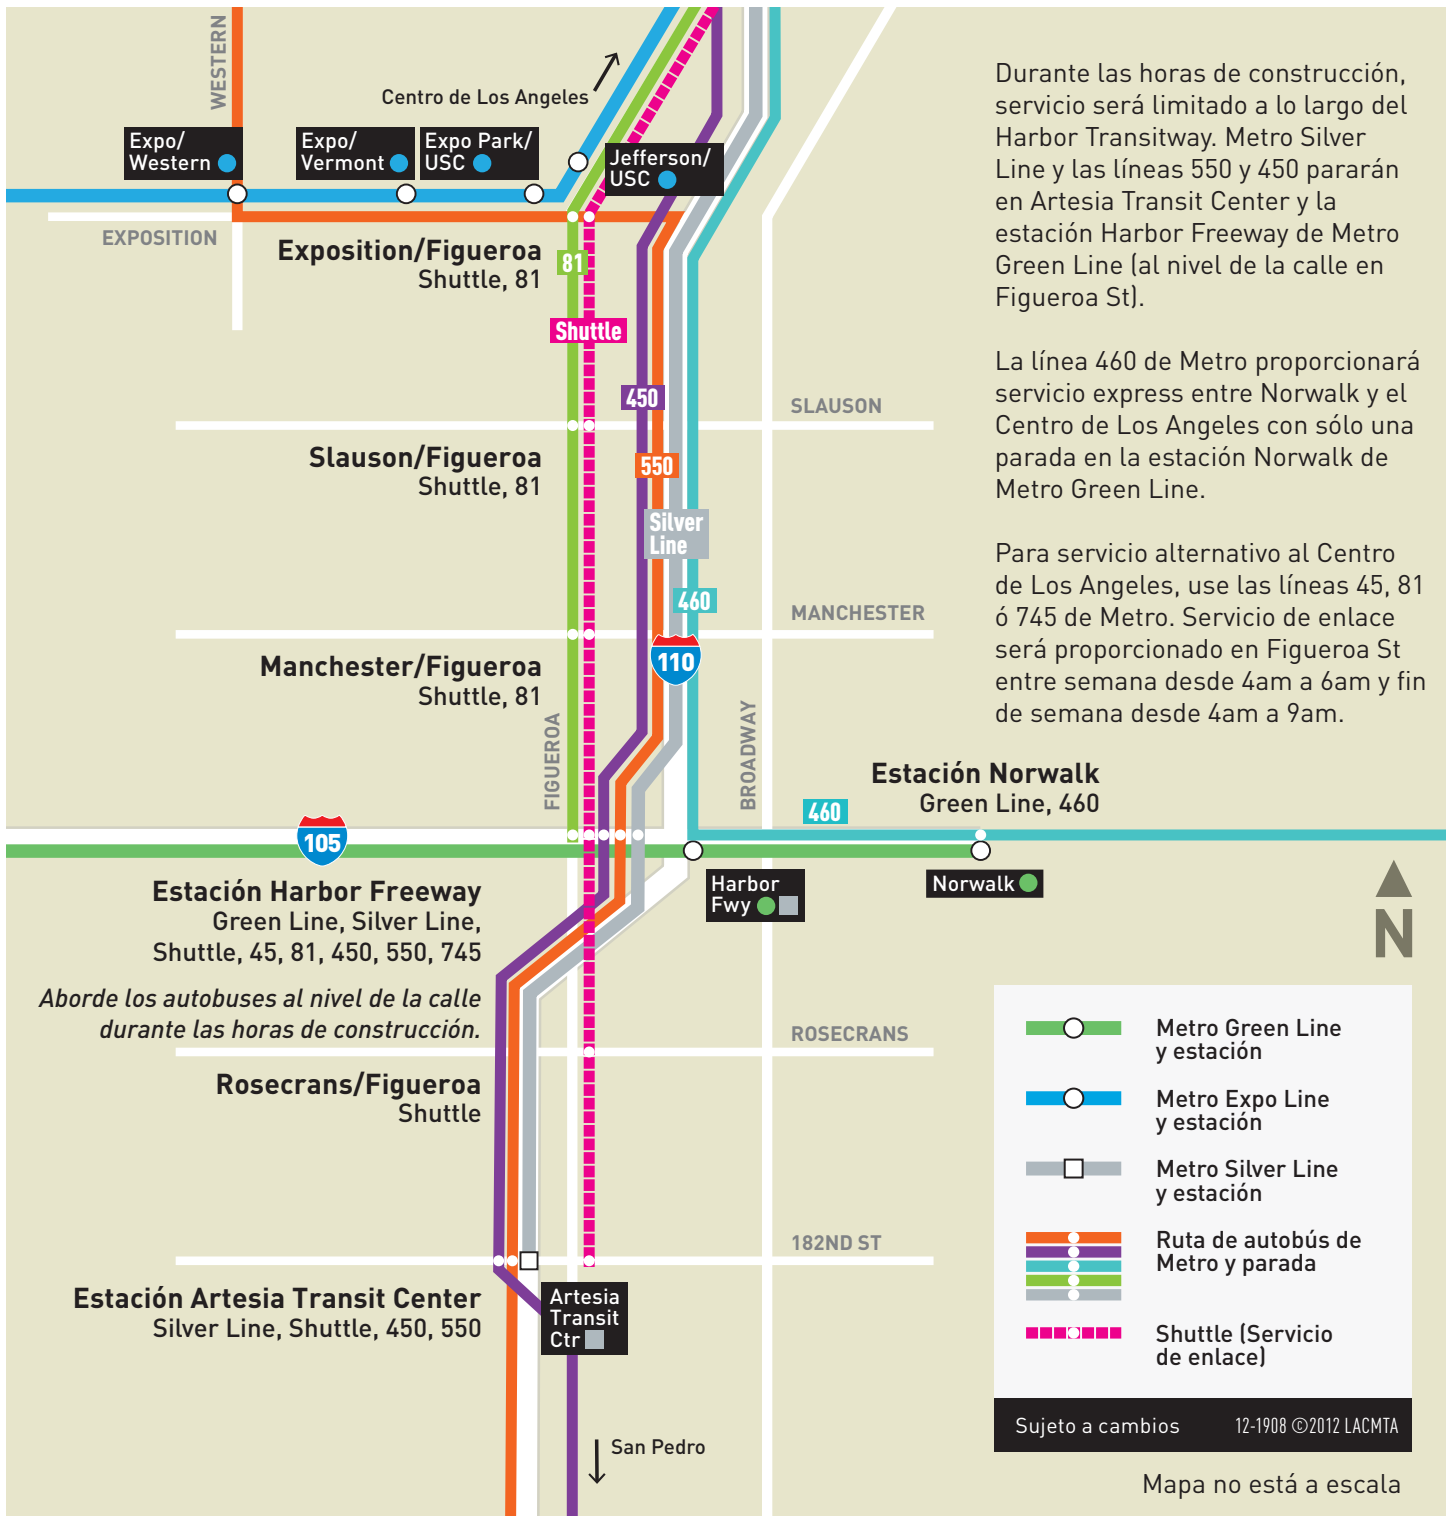 WESTERN
Centro de Los Angeles
Expo/
Western
Expo/
Vermont
Expo Park/
USC
Jefferson/
USC
EXPOSITION
Exposition/Figueroa
Shuttle, 81
81
Shuttle
450
SLAUSON
Slauson/Figueroa
Shuttle, 81
550
Silver
Line
460
MANCHESTER
Manchester/Figueroa
Shuttle, 81
110
FIGUEROA
BROADWAY
Durante las horas de construcción,
servicio será limitado a lo largo del
Harbor Transitway. Metro Silver
Line y las líneas 550 y 450 pararán
en Artesia Transit Center y la
estación Harbor Freeway de Metro
Green Line (al nivel de la calle en
Figueroa St).
La línea 460 de Metro proporcionará
servicio express entre Norwalk y el
Centro de Los Angeles con sólo una
parada en la estación Norwalk de
Metro Green Line.
Para servicio alternativo al Centro
de Los Angeles, use las líneas 45, 81
ó 745 de Metro. Servicio de enlace
será proporcionado en Figueroa St
entre semana desde 4am a 6am y fin
de semana desde 4am a 9am.
Estación Norwalk
Green Line, 460
460
105
Harbor
Fwy
Norwalk
N
Estación Harbor Freeway
Green Line, Silver Line,
Shuttle, 45, 81, 450, 550, 745
Aborde los autobuses al nivel de la calle
durante las horas de construcción.
ROSECRANS
Rosecrans/Figueroa
Shuttle
182ND ST
Estación Artesia Transit Center
Silver Line, Shuttle, 450, 550
Artesia
Transit
Ctr
San Pedro
Metro Green Line
y estación
Metro Expo Line
y estación
Metro Silver Line
y estación
Ruta de autobús de
Metro y parada
Shuttle (Servicio
de enlace)
Sujeto a cambios 12-1908 ©2012 LACMTA
Mapa no está a escala